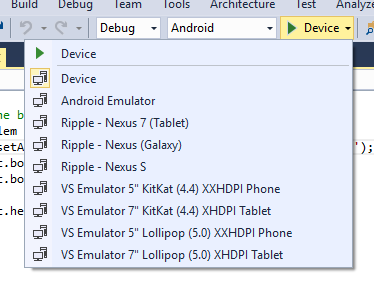 Build Debug Team Tools Architecture Test Analyze
Debug Android Device
Device
Device
Android Emulator
Ripple - Nexus 7 (Tablet)
Ripple - Nexus (Galaxy)
Ripple - Nexus S
VS Emulator 5" KitKat (4.4) XXHDPI Phone
VS Emulator 7" KitKat (4.4) XHDPI Tablet
VS Emulator 5" Lollipop (5.0) XXHDPI Phone
VS Emulator 7" Lollipop (5.0) XHDPI Tablet